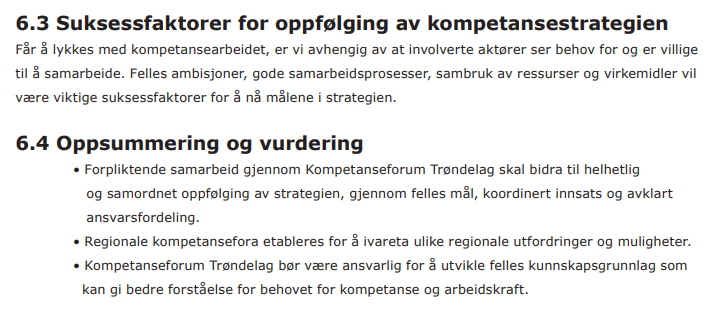 6.3 Suksessfaktorer for oppfølging av kompetansestrategien
Får å lykkes med kompetansearbeidet, er vi avhengig av at involverte aktører ser behov for og er villige
til å samarbeide. Felles ambisjoner, gode samarbeidsprosesser, sambruk av ressurser og virkemidler vil
være viktige suksessfaktorer for å nå målene i strategien.
6.4 Oppsummering og vurdering
• Forpliktende samarbeid gjennom Kompetanseforum Trøndelag skal bidra til helhetlig
og samordnet oppfølging av strategien, gjennom felles mål, koordinert innsats og avklart
ansvarsfordeling.
• Regionale kompetansefora etableres for å ivareta ulike regionale utfordringer og muligheter.
• Kompetanseforum Trøndelag bør være ansvarlig for å utvikle felles kunnskapsgrunnlag som
kan gi bedre forståelse for behovet for kompetanse og arbeidskraft.